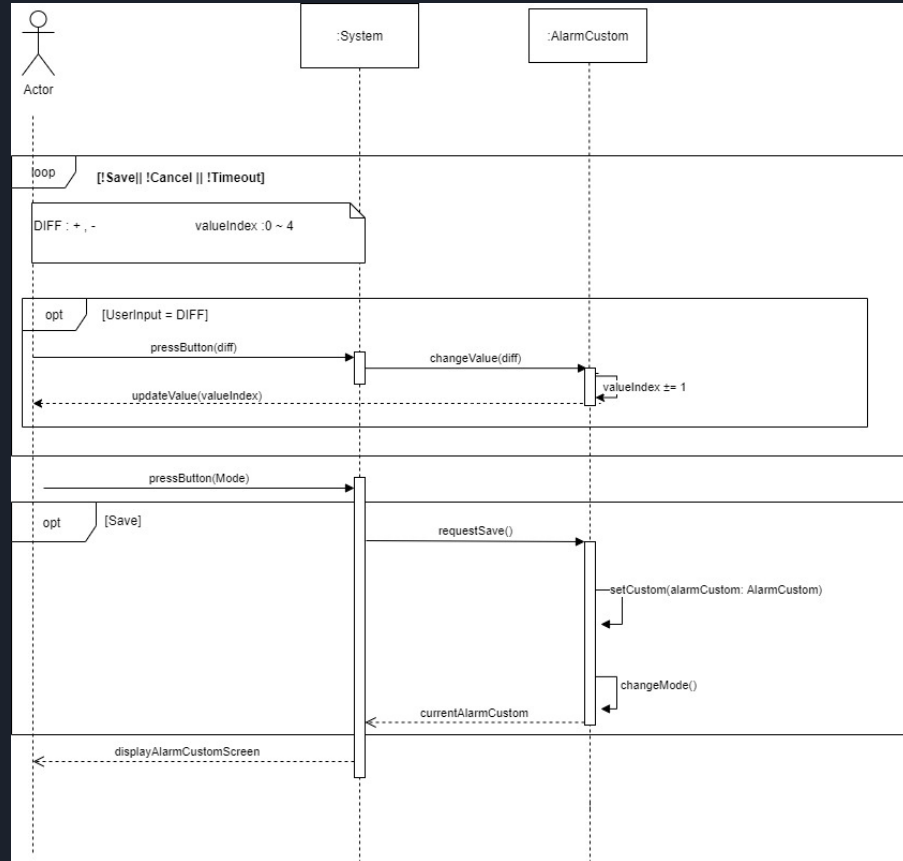 :System
:AlarmCustom
Actor
loop
[!Save|| !Cancel || !Timeout]
DIFF : + , - valueIndex :0 ~ 4
opt
[UserInput = DIFF]
pressButton(diff)
changeValue(diff)
valueIndex ±= 1
updateValue(valueIndex)
pressButton(Mode)
opt
[Save]
requestSave()
setCustom(alarmCustom: AlarmCustom)
changeMode()
currentAlarmCustom
displayAlarmCustomScreen